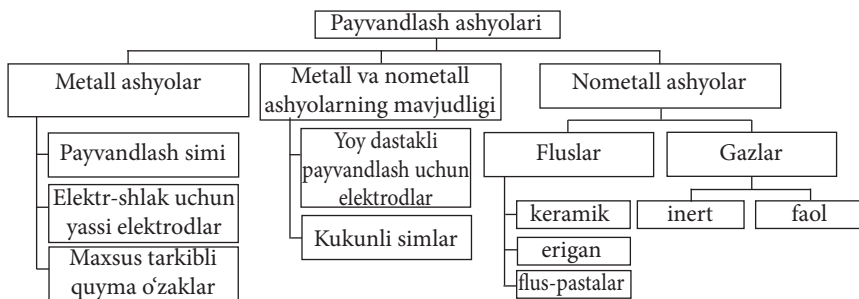 Payvandlash ashyolari
Metall ashyolar
Metall va nometall
ashyolarning mavjudligi
Nometall ashyolar
Payvandlash simi
Elektr-shlak uchun
yassi elektrodlar
Maxsus tarkibli
quyma o‘zaklar
Yoy dastakli
payvandlash uchun
elektrodlar
Kukunli simlar
Fluslar
keramik
erigan
flus-pastalar
Gazlar
inert
faol